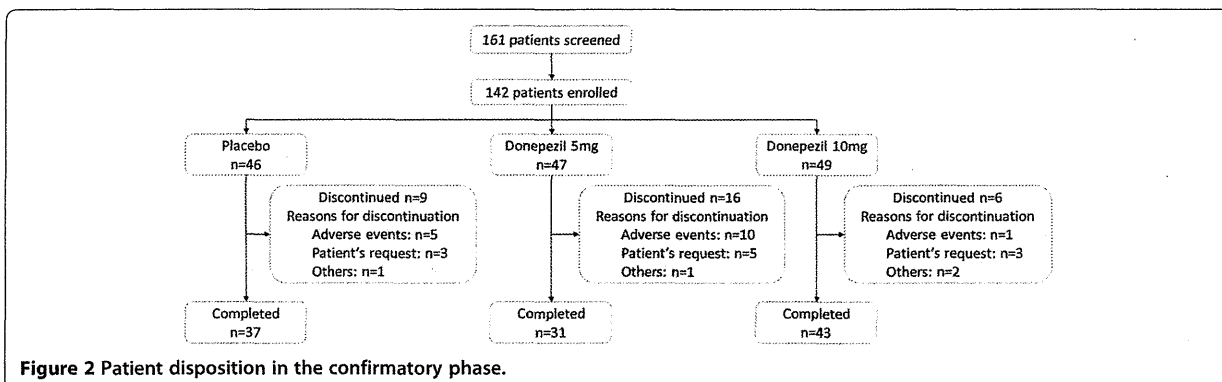 161 patients screened
142 patients enrolled
Placebo
n=46
Donepezil 5mg
n=47
Donepezil 10mg
n=49
Discontinued n=9
Reasons for discontinuation
Adverse events: n=5
Patient's request: n=3
Others: n=1
Discontinued n=16
Reasons for discontinuation
Adverse events: n=10
Patient's request: n=5
Others: n=1
Discontinued n=6
Reasons for discontinuation
Adverse events: n=1
Patient's request: n=3
Others: n=2
Completed
n=37
Completed
n=31
Completed
n=43
Figure 2 Patient disposition in the confirmatory phase.